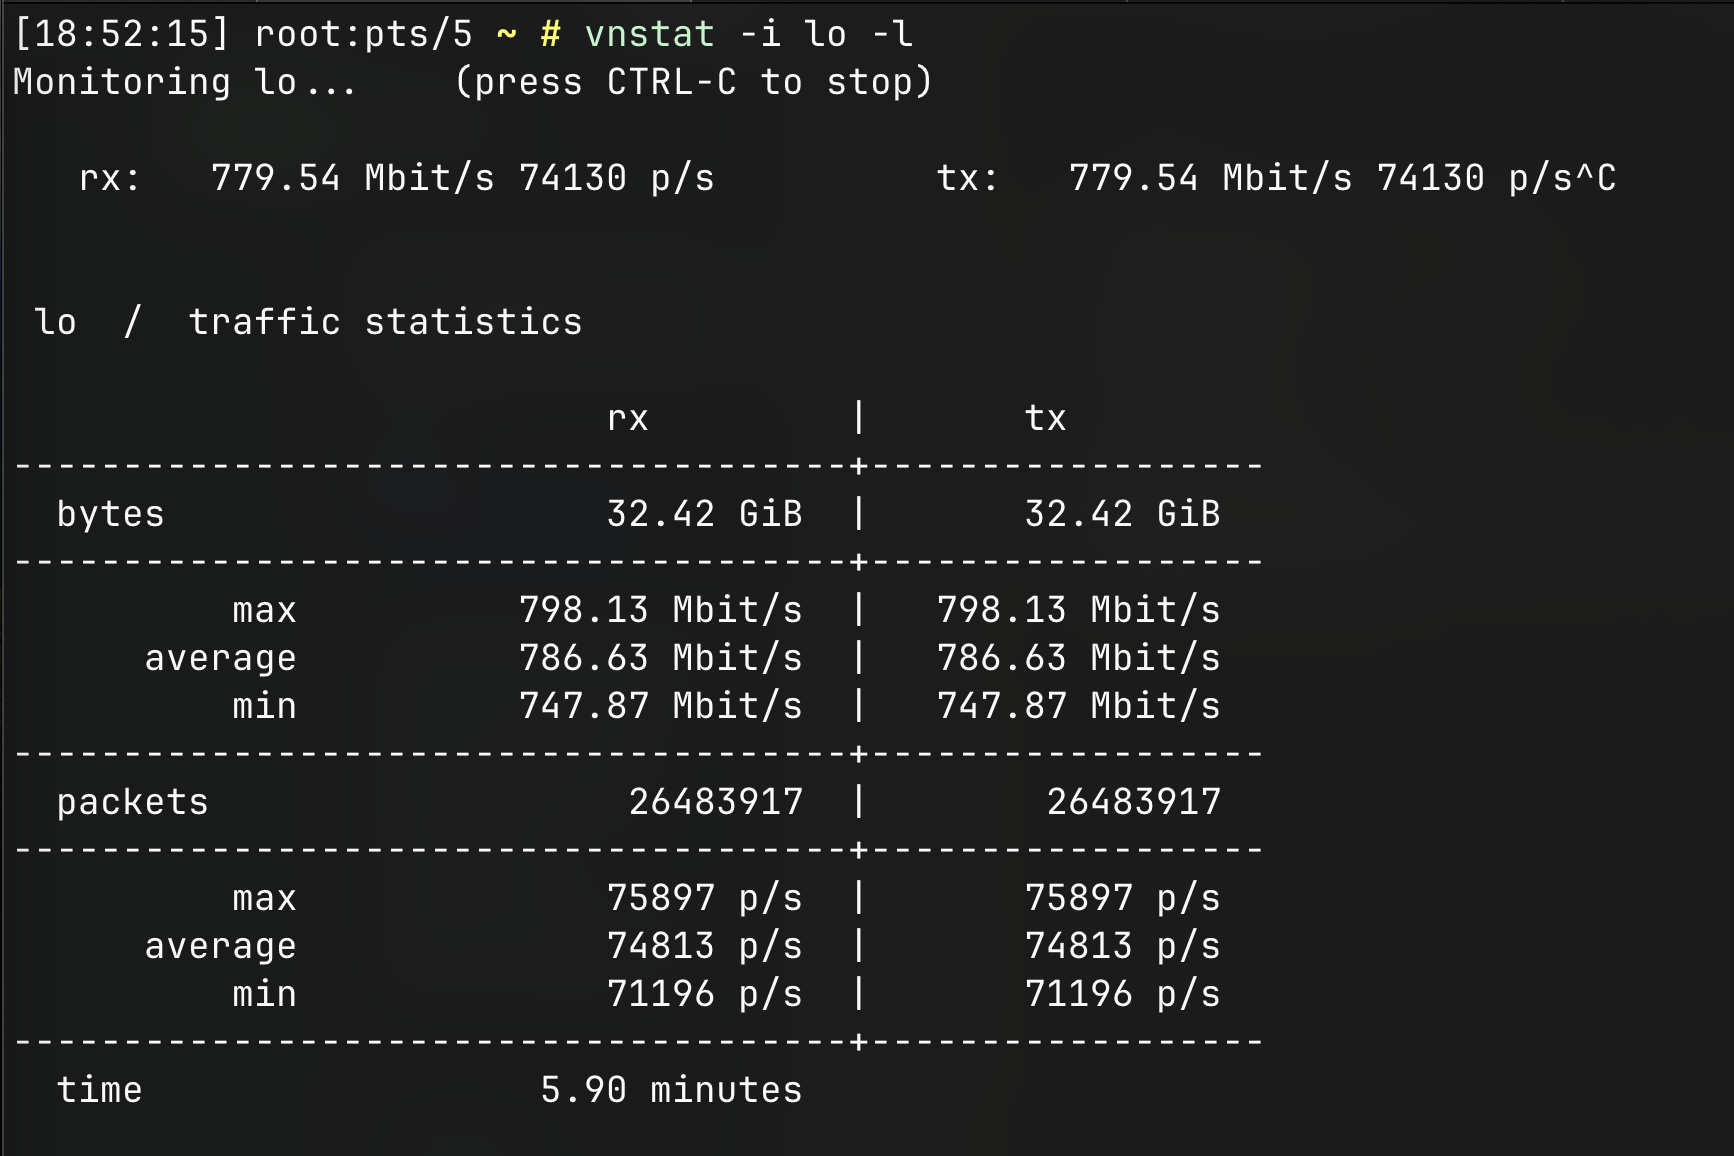 [18:52:15] root:pts/5 ~ # vnstat -i lo -l
Monitoring lo...    (press CTRL-C to stop)
   rx:   779.54 Mbit/s 74130 p/s          tx:   779.54 Mbit/s 74130 p/s^C
 lo  /  traffic statistics
                           rx         |       tx
--------------------------------------+------------------
  bytes                    32.42 GiB  |       32.42 GiB
--------------------------------------+------------------
          max          798.13 Mbit/s  |   798.13 Mbit/s
      average          786.63 Mbit/s  |   786.63 Mbit/s
          min          747.87 Mbit/s  |   747.87 Mbit/s
--------------------------------------+------------------
  packets                   26483917  |        26483917
--------------------------------------+------------------
          max              75897 p/s  |       75897 p/s
      average              74813 p/s  |       74813 p/s
          min              71196 p/s  |       71196 p/s
--------------------------------------+------------------
  time                  5.90 minutes